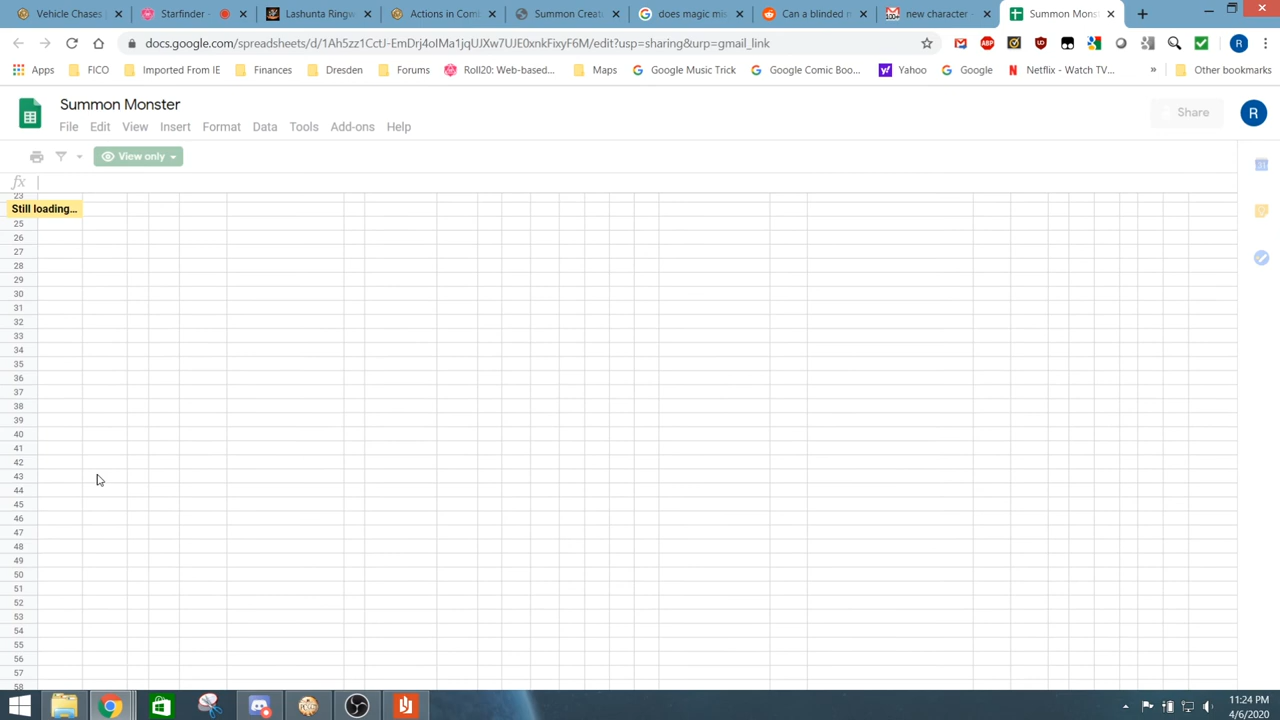 Vehicle Chases
Starfinder
Lashunta Ringw
Actions in Com
Summon Creat
does magic mis
Can a blinded m
new character -
Summon Monst
docs.google.com/spreadsheets/
/edit?usp=sharing&urp=gmail_link
Apps
FICO
Imported From IE
Finances
Dresden
Forums
Roll20: Web-based...
Maps
Google Music Trick
Google Comic Boo...
Yahoo
Google
Netflix - Watch TV...
»
Other bookmarks
Summon Monster
Share
R
File Edit View Insert Format Data Tools Add-ons Help
View only
fx
23
Still loading...
25
26
27
28
29
30
31
32
33
34
35
36
37
38
39
40
41
42
43
44
45
46
47
48
49
50
51
52
53
54
55
56
57
58
11:24 PM
4/6/2020